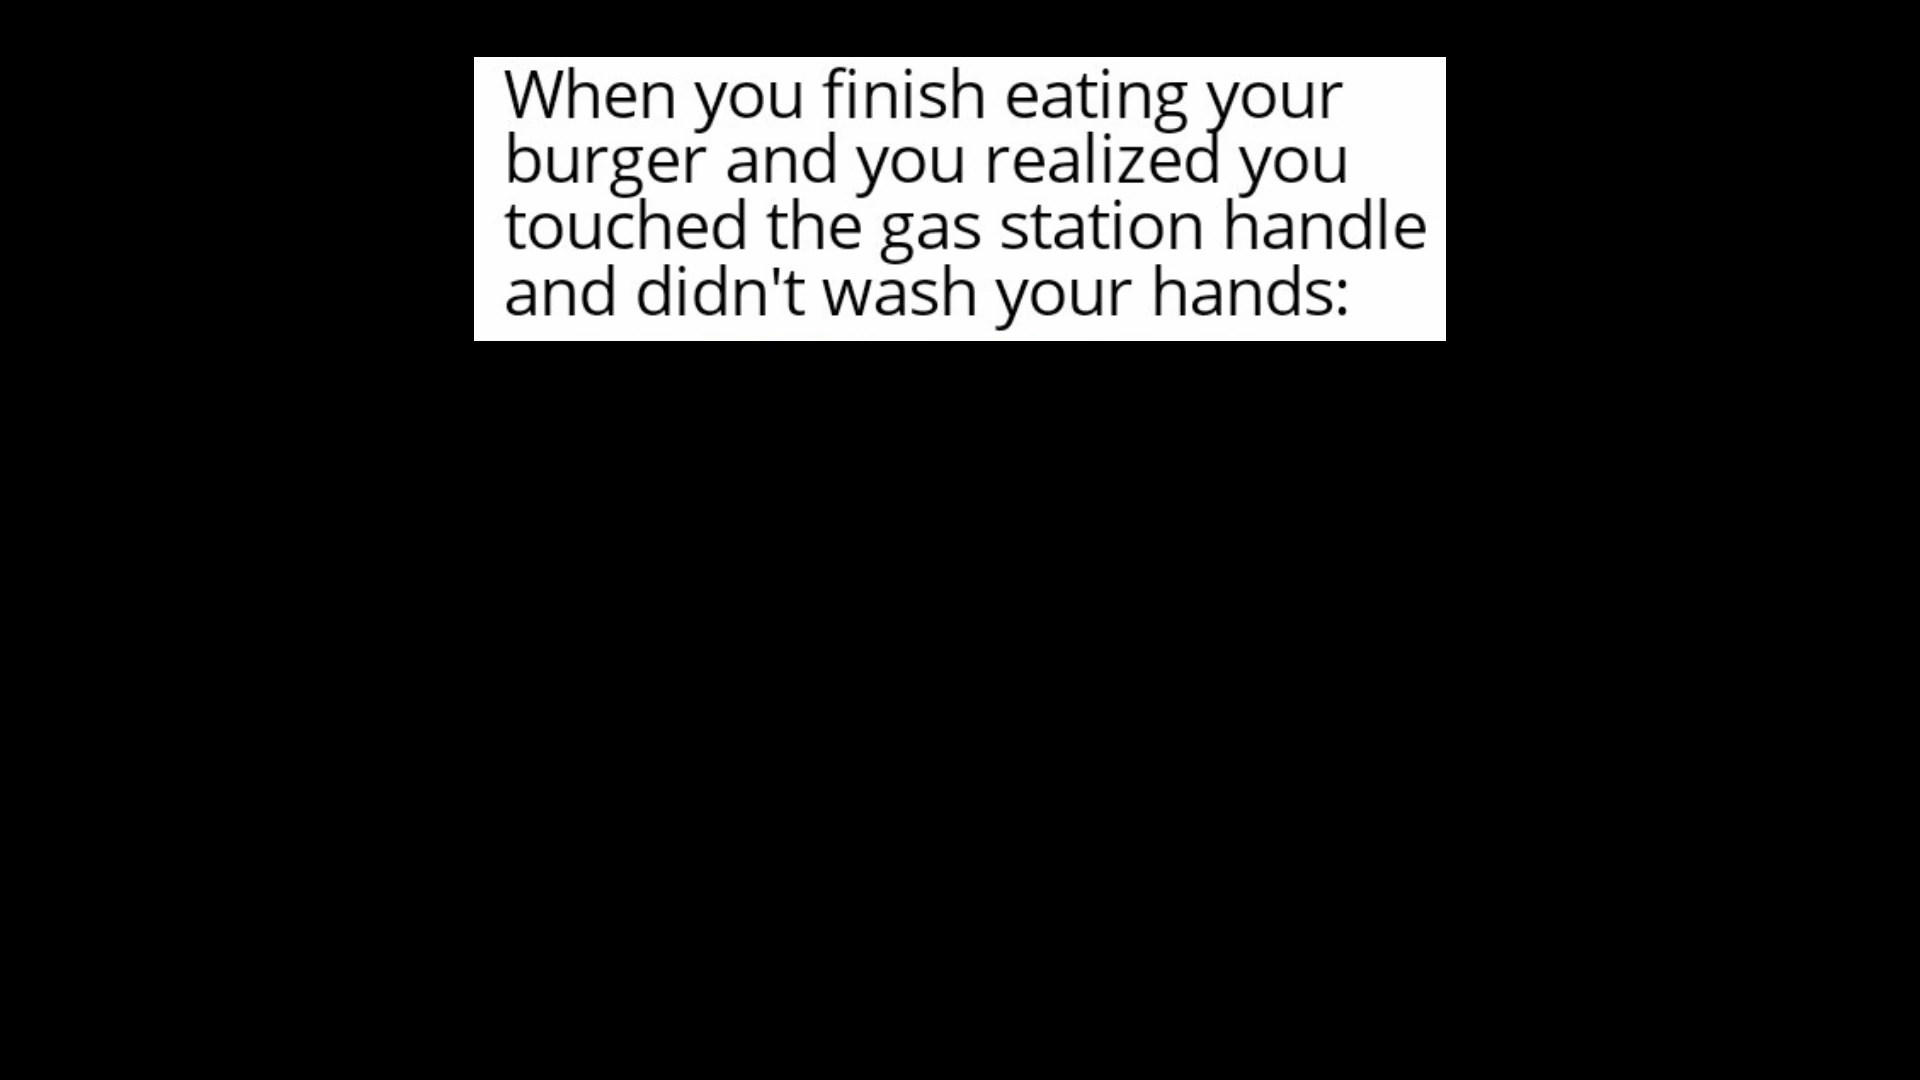 When you finish eating your
burger and you realized you
touched the gas station handle
and didn't wash your hands: